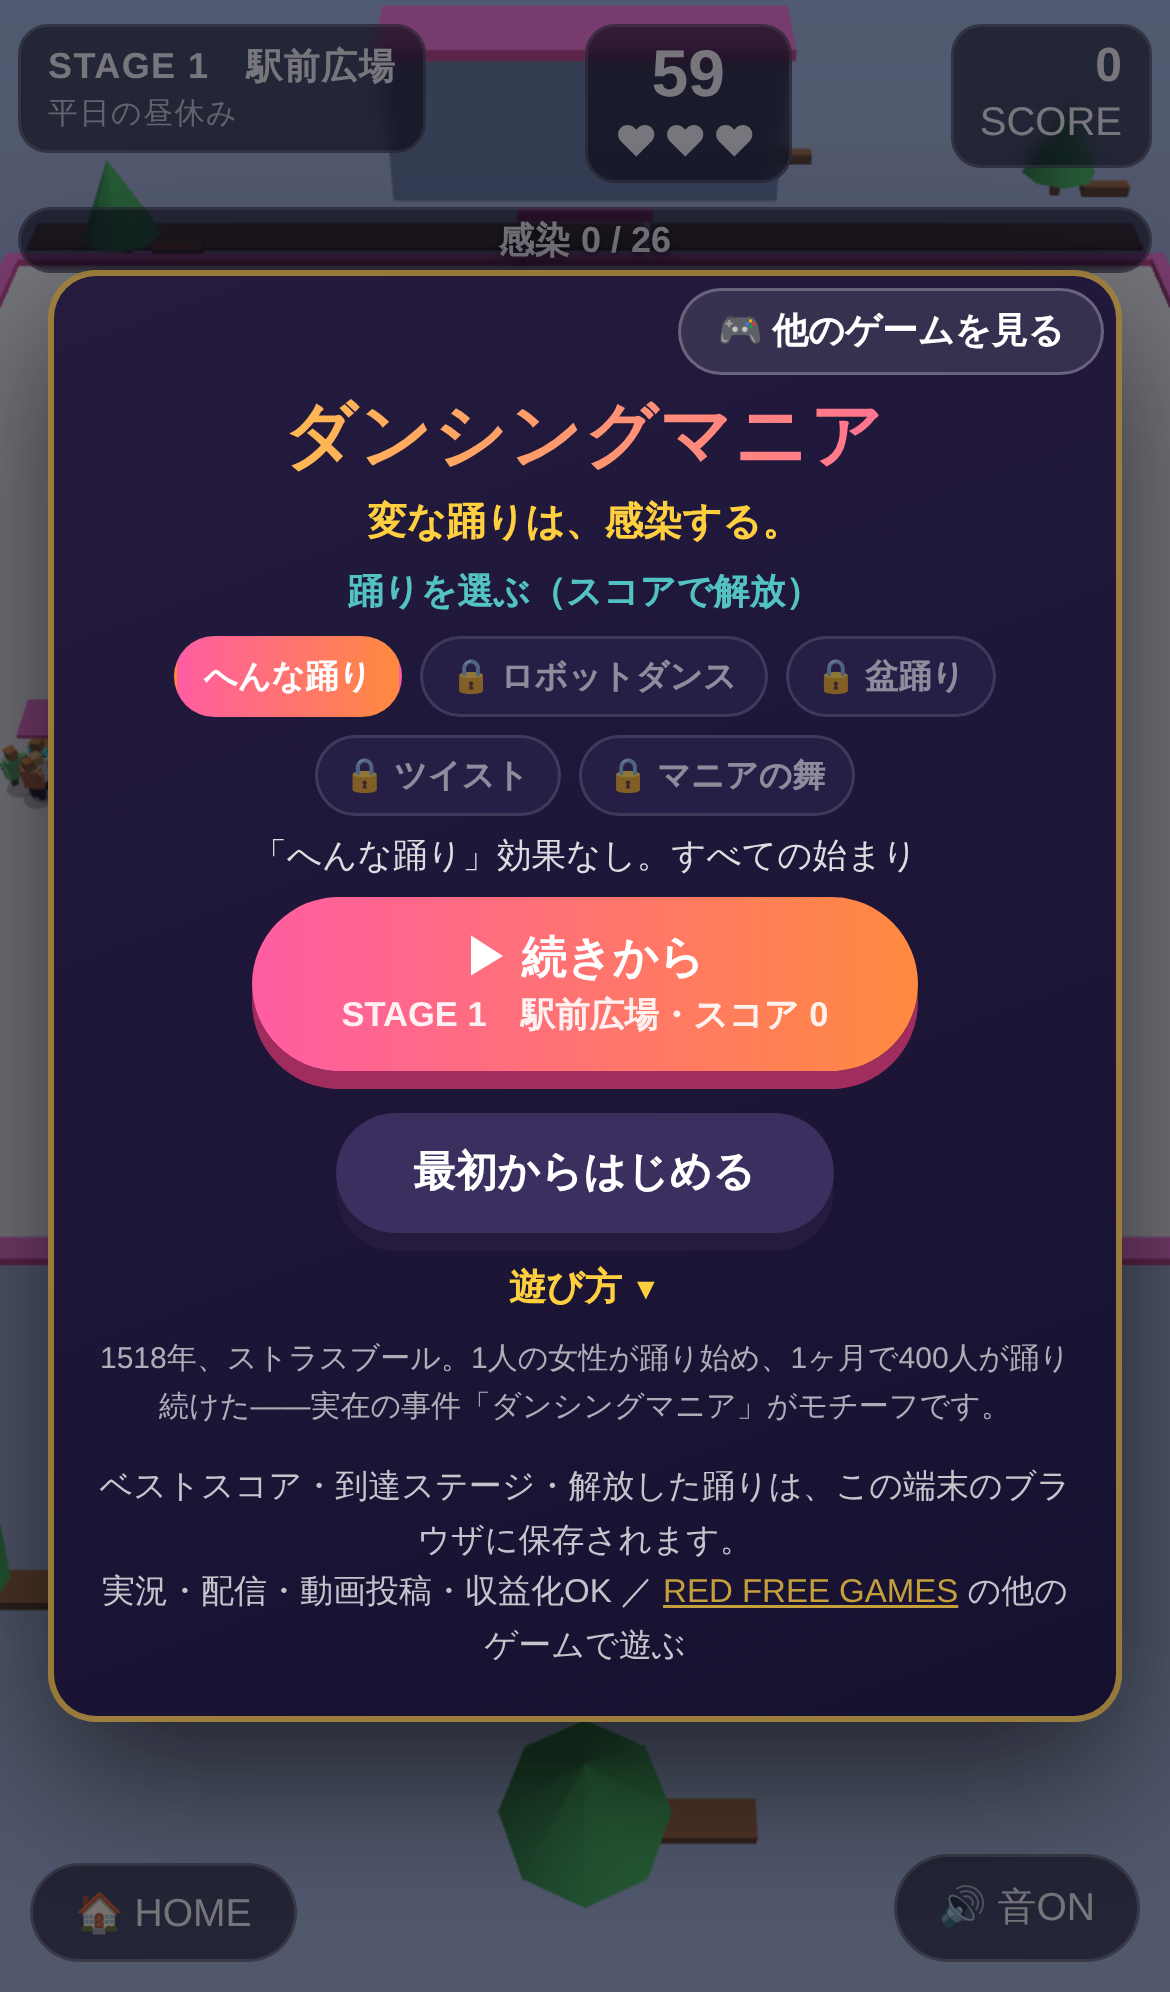 STAGE 1　駅前広場
平日の昼休み
59
0
SCORE
感染 0 / 26
🎮 他のゲームを見る
ダンシングマニア
変な踊りは、感染する。
踊りを選ぶ（スコアで解放）
へんな踊り
🔒 ロボットダンス
🔒 盆踊り
🔒 ツイスト
🔒 マニアの舞
「へんな踊り」効果なし。すべての始まり
▶ 続きから
STAGE 1　駅前広場・スコア 0
最初からはじめる
遊び方 ▼
1518年、ストラスブール。1人の女性が踊り始め、1ヶ月で400人が踊り
続けた——実在の事件「ダンシングマニア」がモチーフです。
ベストスコア・到達ステージ・解放した踊りは、この端末のブラ
ウザに保存されます。
実況・配信・動画投稿・収益化OK ／ RED FREE GAMES の他の
ゲームで遊ぶ
🏠 HOME
🔊 音ON